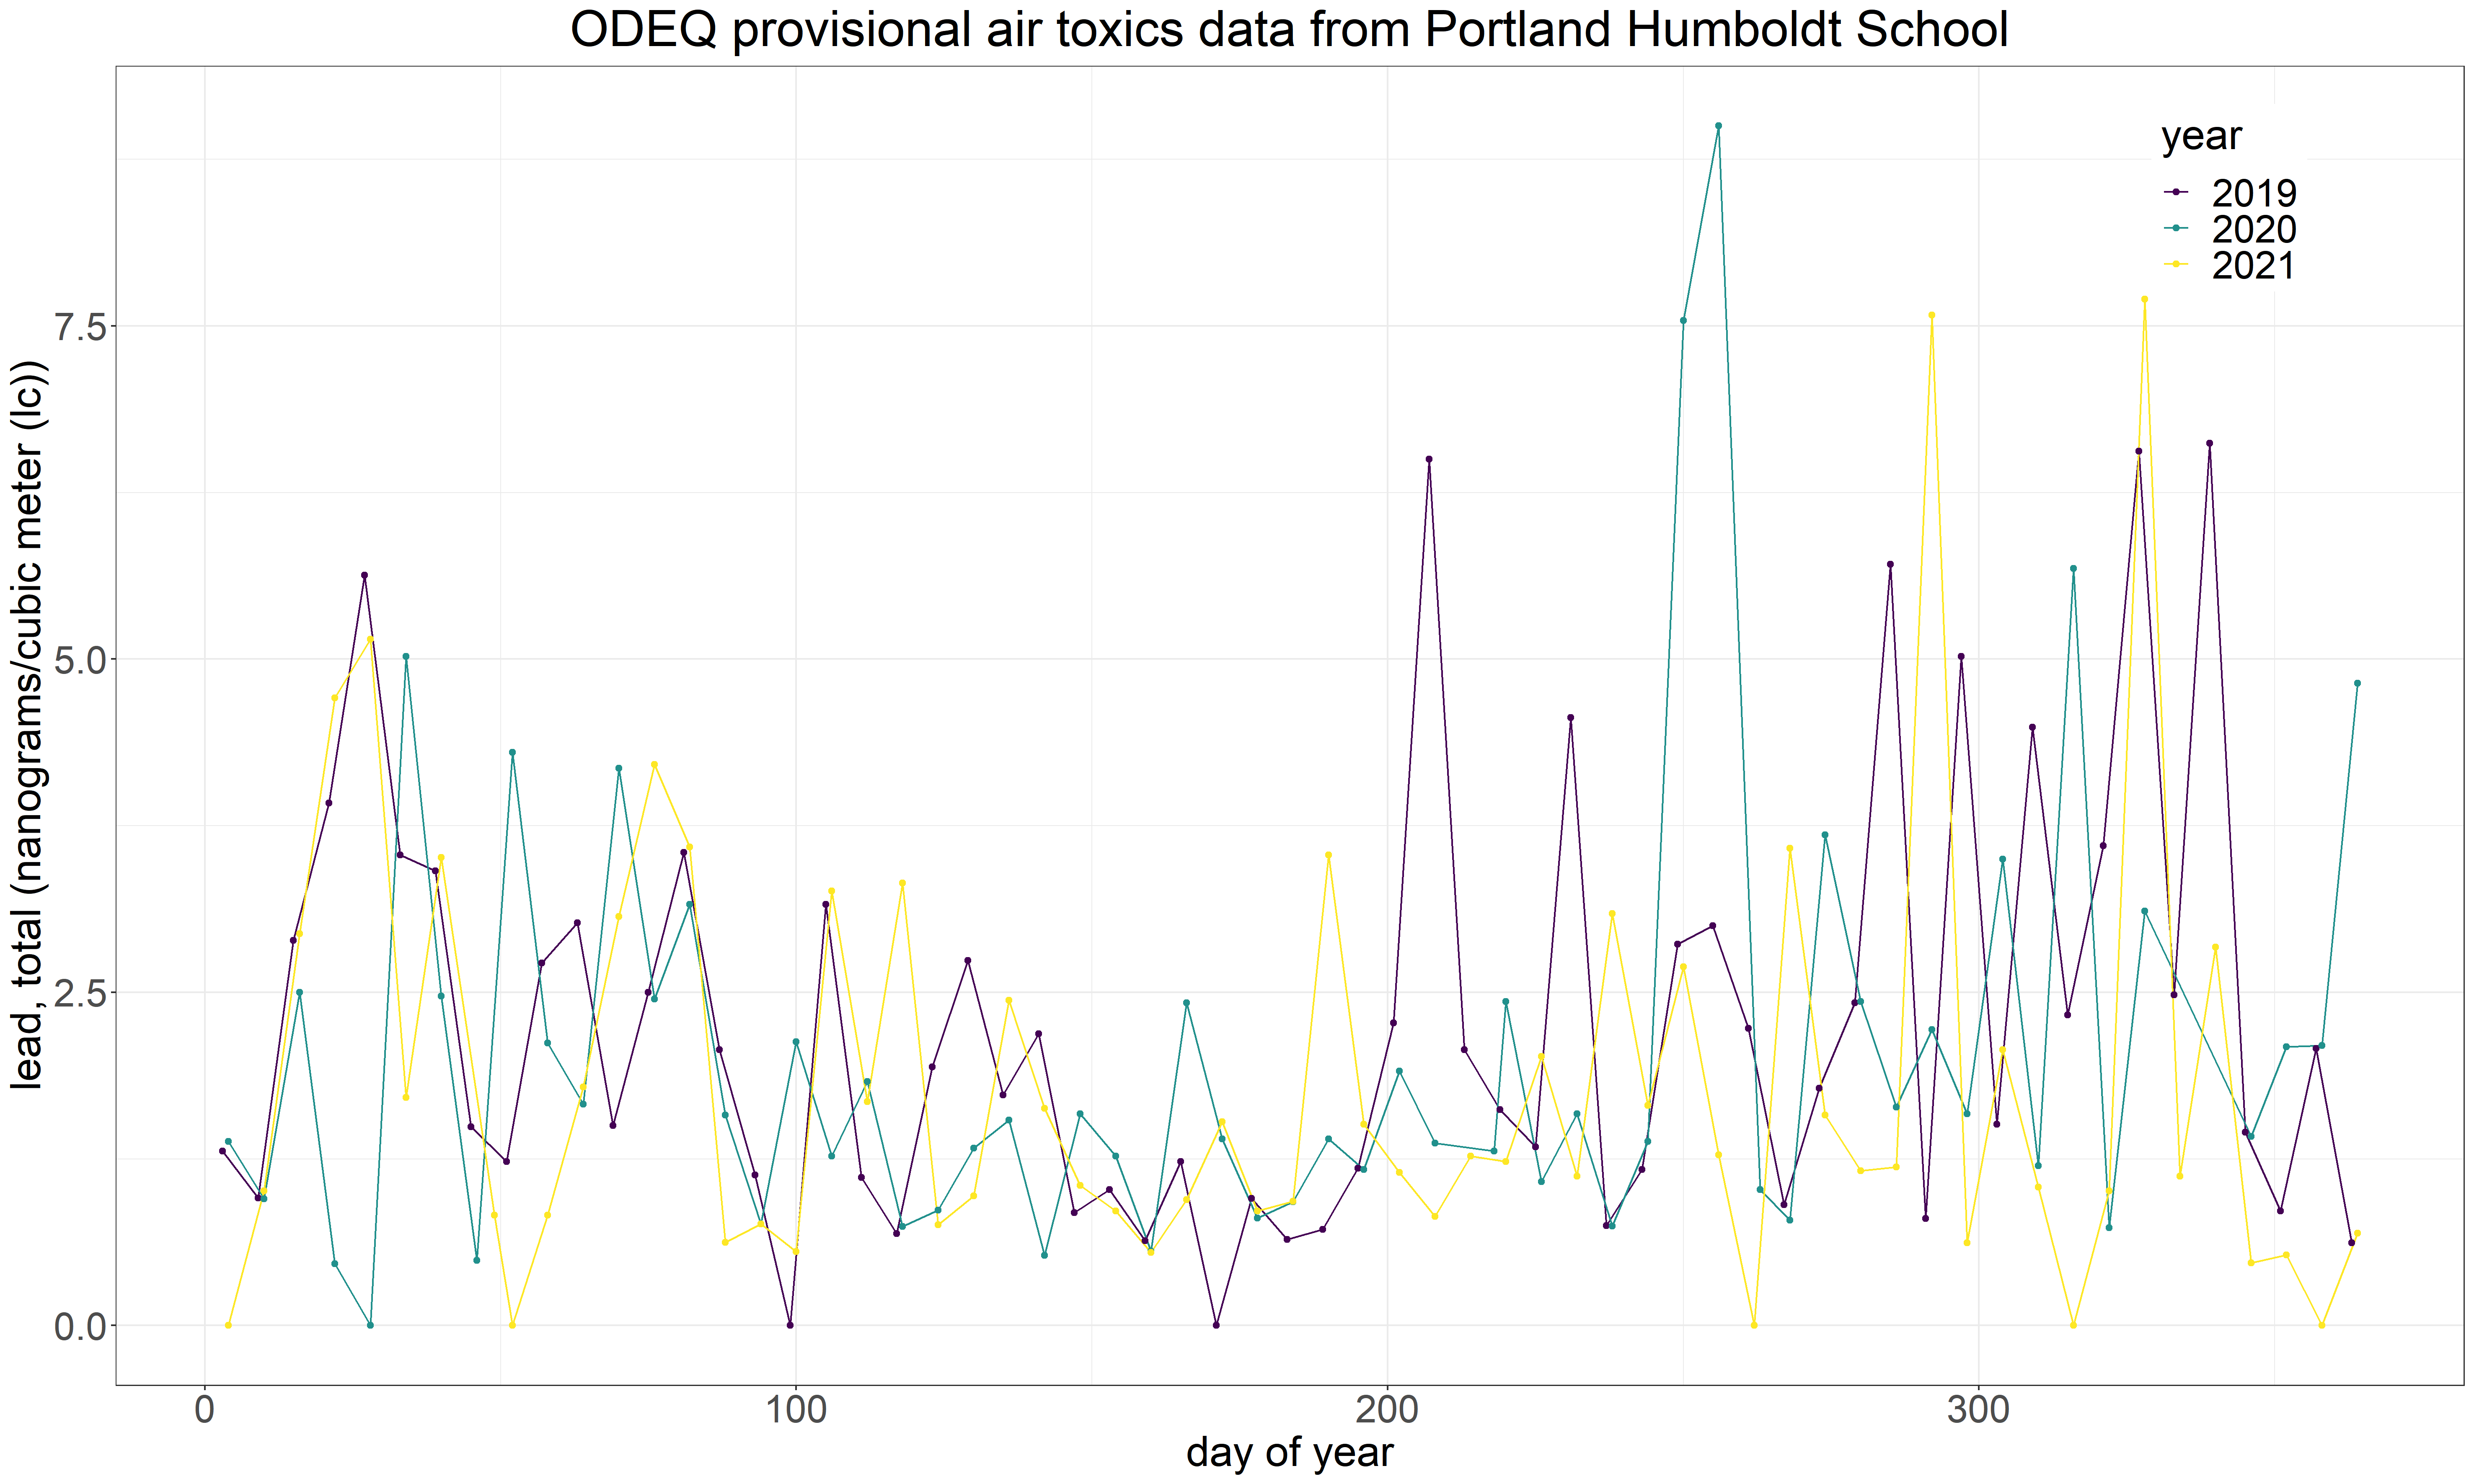 ODEQ provisional air toxics data from Portland Humboldt School
year
2019
2020
2021
lead, total (nanograms/cubic meter (lc))
7.5
5.0
2.5
0.0
0
100
200
300
day of year